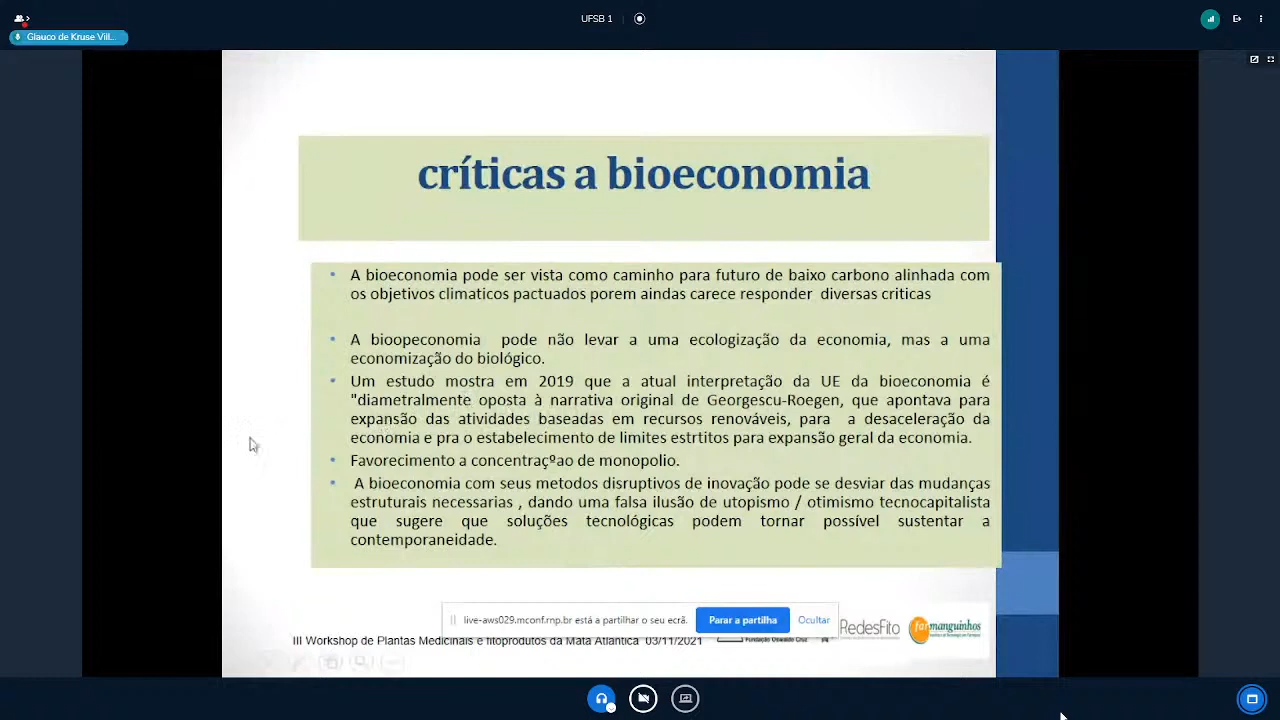 UFSB 1
Glauco de Kruse Vill...
críticas a bioeconomia
• A bioeconomia pode ser vista como caminho para futuro de baixo carbono alinhada com
os objetivos climaticos pactuados porem aindas carece responder diversas criticas
• A bioopeconomia pode não levar a uma ecologização da economia, mas a uma
economização do biológico.
• Um estudo mostra em 2019 que a atual interpretação da UE da bioeconomia é
"diametralmente oposta à narrativa original de Georgescu-Roegen, que apontava para
expansão das atividades baseadas em recursos renováveis, para a desaceleração da
economia e pra o estabelecimento de limites estrtitos para expansão geral da economia.
• Favorecimento a concentraçºao de monopolio.
• A bioeconomia com seus metodos disruptivos de inovação pode se desviar das mudanças
estruturais necessarias , dando uma falsa ilusão de utopismo / otimismo tecnocapitalista
que sugere que soluções tecnológicas podem tornar possível sustentar a
contemporaneidade.
live-aws029.mconf.rnp.br está a partilhar o seu ecrã. Parar a partilha Ocultar
III Workshop de Plantas Medicinais e fitoprodutos da Mata Atlantica 03/11/2021
Fundação Oswaldo Cruz
RedesFito
farmanguinhos